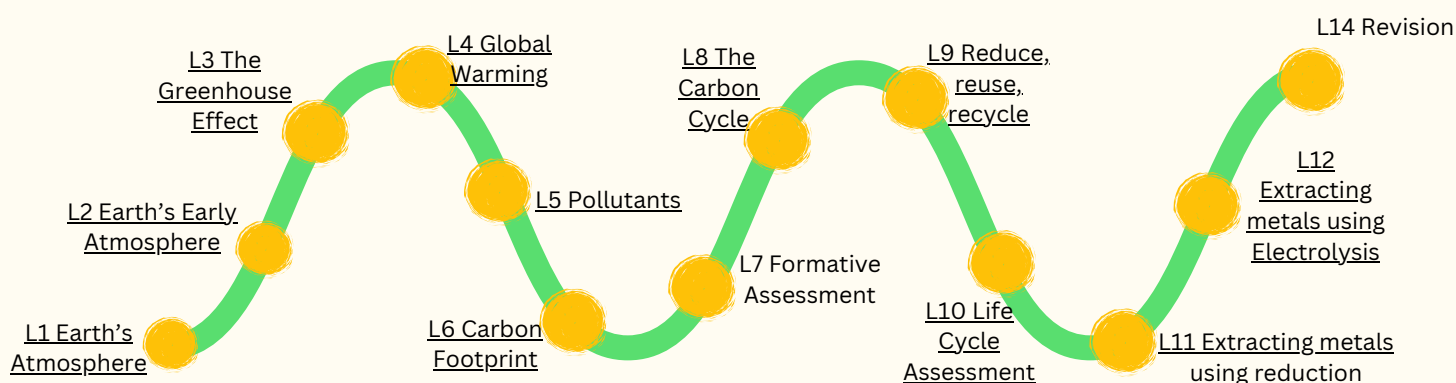 L1 Earth's
Atmosphere
L2 Earth's Early
Atmosphere
L3 The
Greenhouse
Effect
L4 Global
Warming
L5 Pollutants
L6 Carbon
Footprint
L7 Formative
Assessment
L8 The
Carbon
Cycle
L9 Reduce,
reuse,
recycle
L10 Life
Cycle
Assessment
L11 Extracting metals
using reduction
L12
Extracting
metals using
Electrolysis
L14 Revision